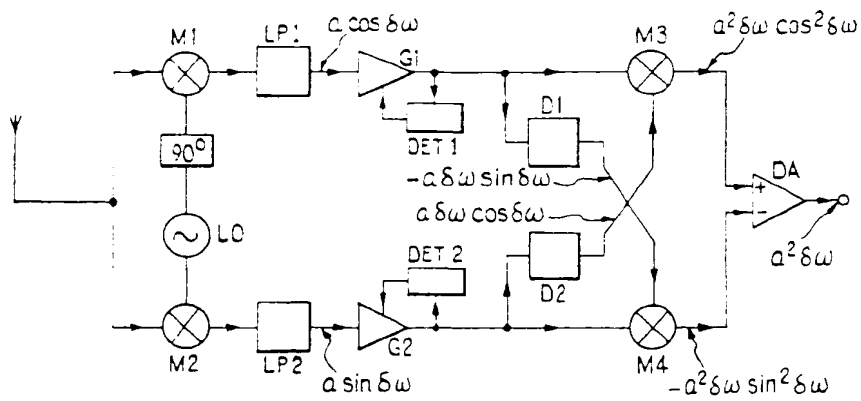 M1
LP1
a cos δω
G1
M3
a² δω cos² δω
90°
DET 1
D1
-a δω sin δω
DA
+
-
a δω cos δω
LO
a² δω
DET 2
D2
M2
LP2
G2
M4
a sin δω
-a² δω sin² δω